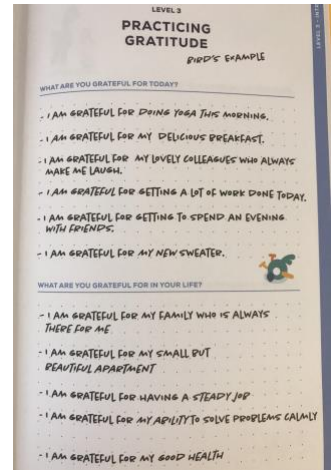 LEVEL 3
PRACTICING
GRATITUDE
BIRD'S EXAMPLE
WHAT ARE YOU GRATEFUL FOR TODAY?
- I AM GRATEFUL FOR DOING YOGA THIS MORNING.
- I AM GRATEFUL FOR MY DELICIOUS BREAKFAST.
- I AM GRATEFUL FOR MY LOVELY COLLEAGUES WHO ALWAYS
MAKE ME LAUGH.
- I AM GRATEFUL FOR GETTING A LOT OF WORK DONE TODAY.
- I AM GRATEFUL FOR GETTING TO SPEND AN EVENING
WITH FRIENDS.
- I AM GRATEFUL FOR MY NEW SWEATER.
WHAT ARE YOU GRATEFUL FOR IN YOUR LIFE?
- I AM GRATEFUL FOR MY FAMILY WHO IS ALWAYS
THERE FOR ME
- I AM GRATEFUL FOR MY SMALL BUT
BEAUTIFUL APARTMENT
- I AM GRATEFUL FOR HAVING A STEADY JOB
- I AM GRATEFUL FOR MY ABILITY TO SOLVE PROBLEMS CALMLY
- I AM GRATEFUL FOR MY GOOD HEALTH
LEVEL 3